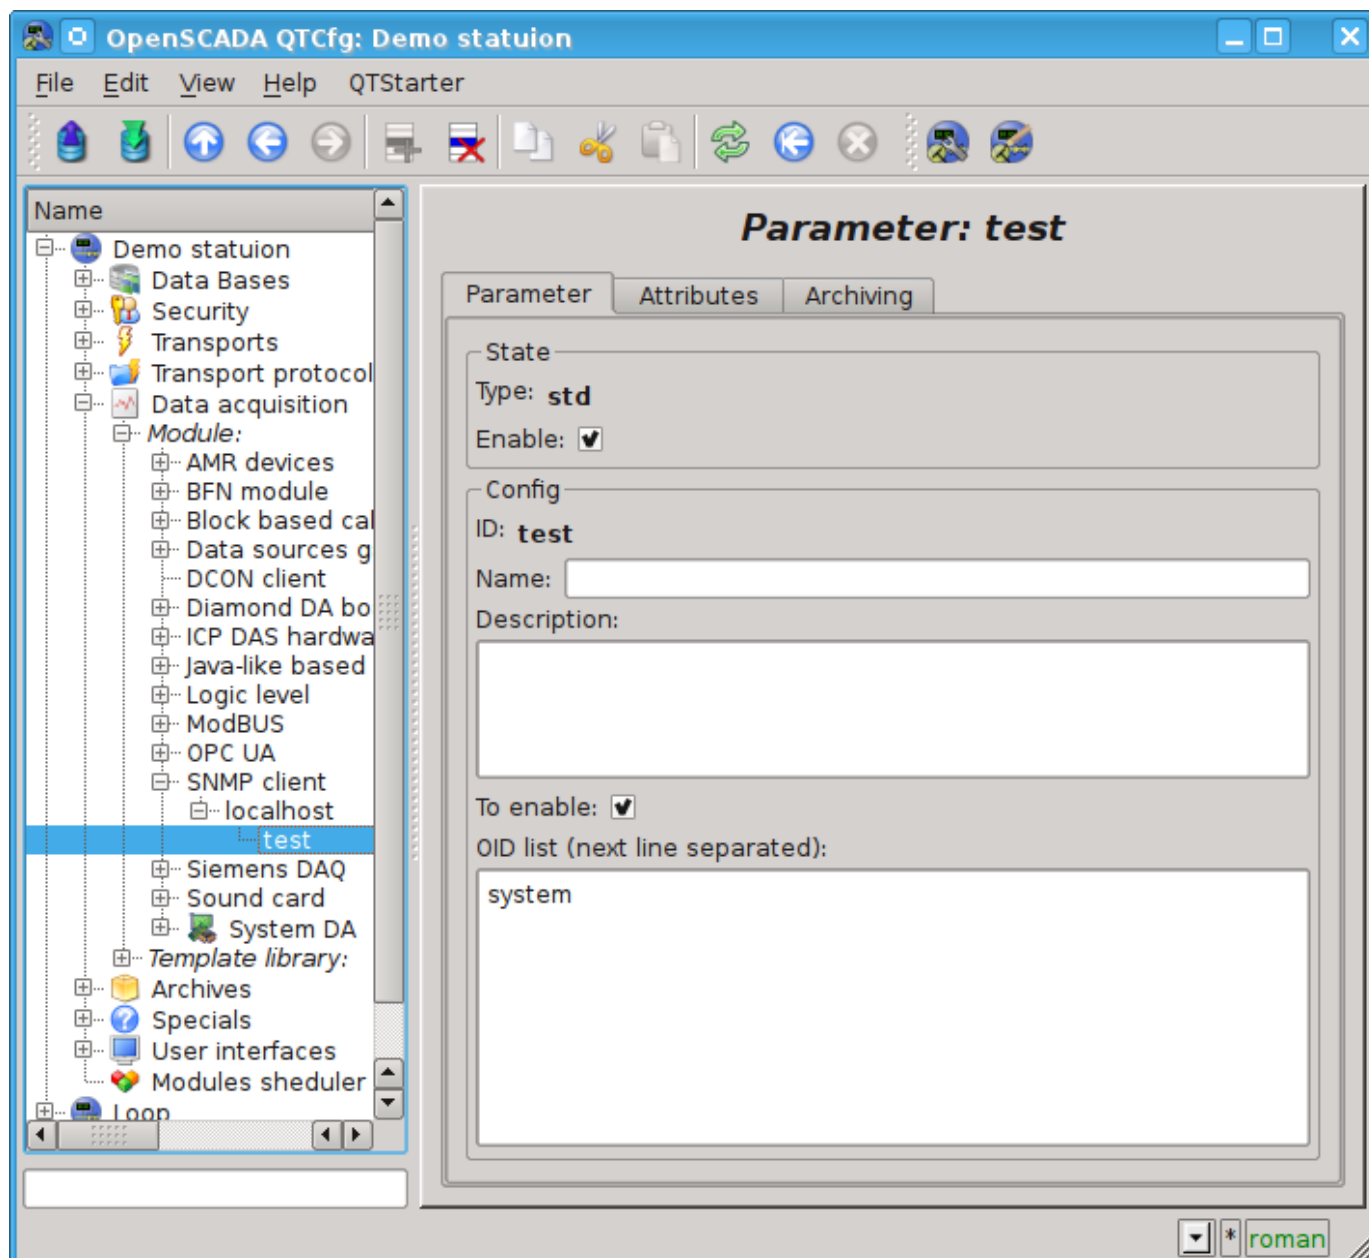 OpenSCADA QTCfg: Demo statuion
File Edit View Help QTStarter
Name
Demo statuion
Data Bases
Security
Transports
Transport protocol
Data acquisition
Module:
AMR devices
BFN module
Block based cal
Data sources g
DCON client
Diamond DA bo
ICP DAS hardwa
Java-like based
Logic level
ModBUS
OPC UA
SNMP client
localhost
test
Siemens DAQ
Sound card
System DA
Template library:
Archives
Specials
User interfaces
Modules sheduler
Loop
Parameter: test
Parameter Attributes Archiving
State
Type: std
Enable:
Config
ID: test
Name:
Description:
To enable:
OID list (next line separated):
system
* roman